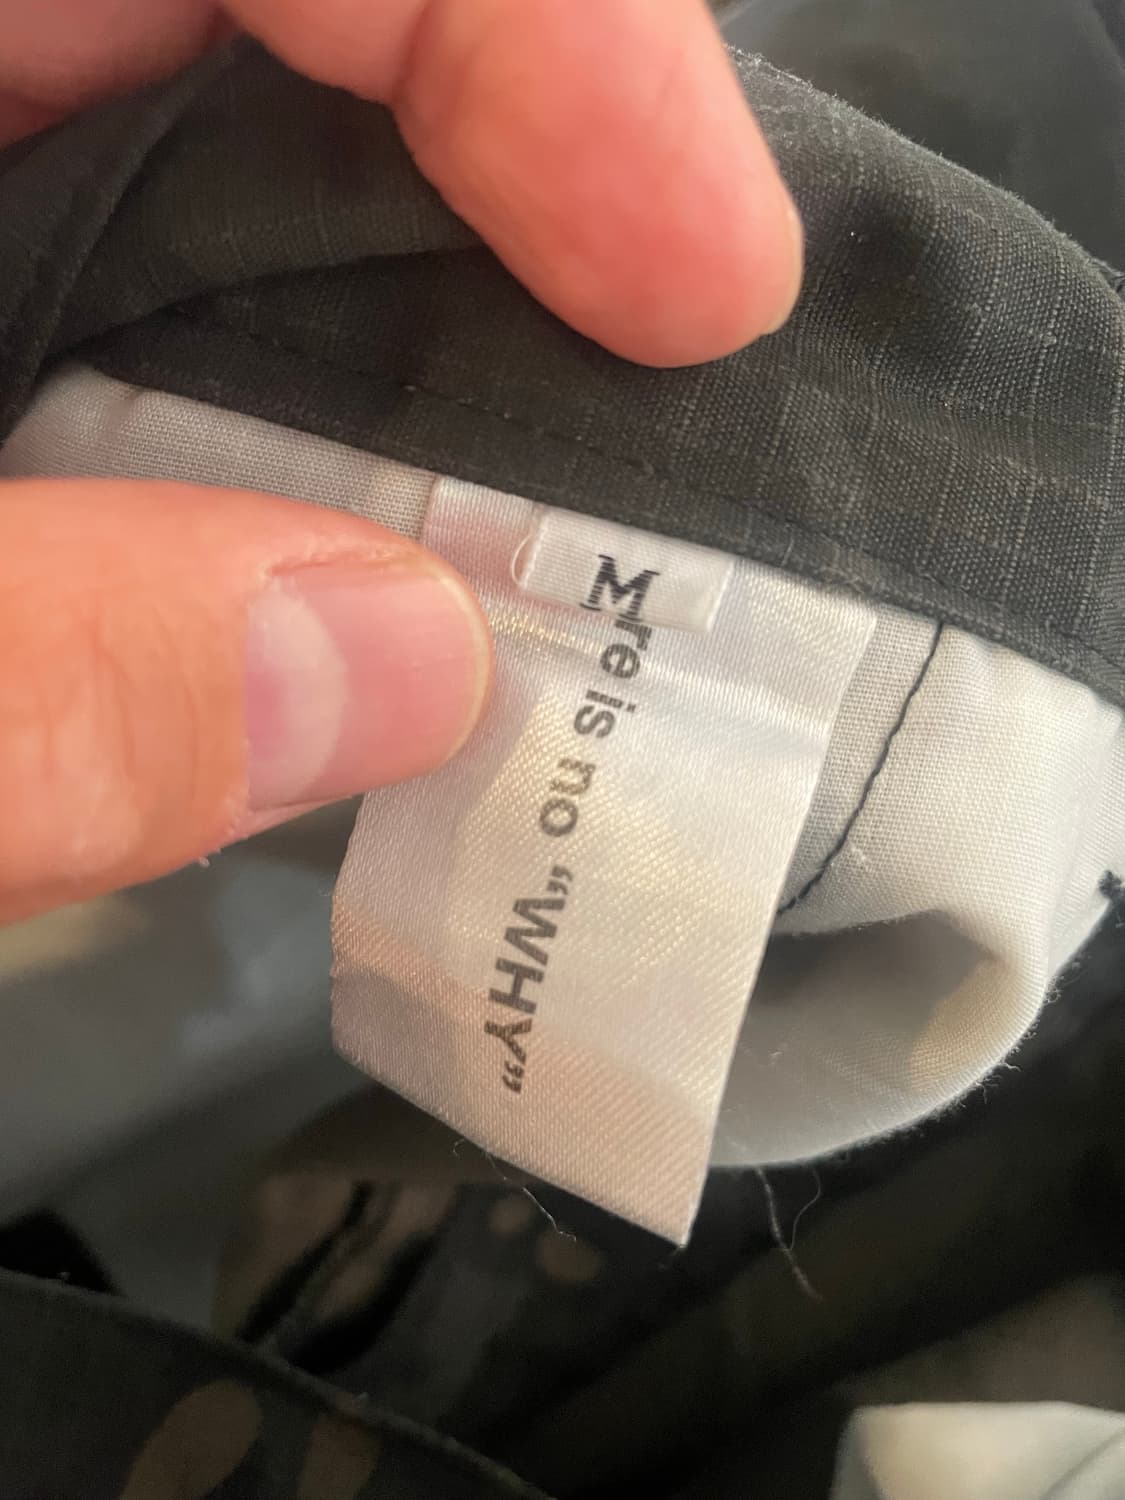 M
re is no “WHY”